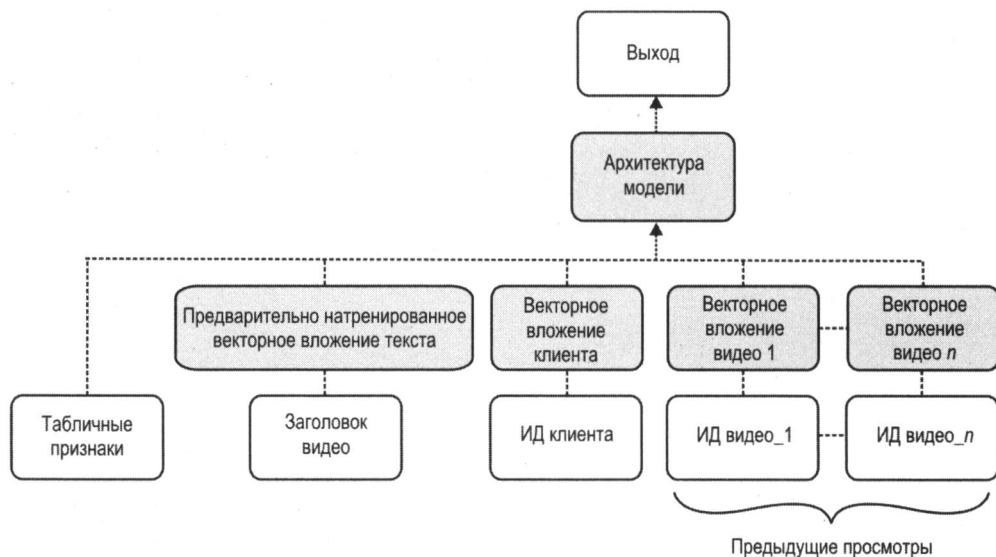 Выход
Архитектура
модели
Предварительно натренированное
векторное вложение текста
Векторное
вложение
клиента
Векторное
вложение
видео 1
Векторное
вложение
видео n
Табличные
признаки
Заголовок
видео
ИД клиента
ИД видео_1
ИД видео_n
Предыдущие просмотры